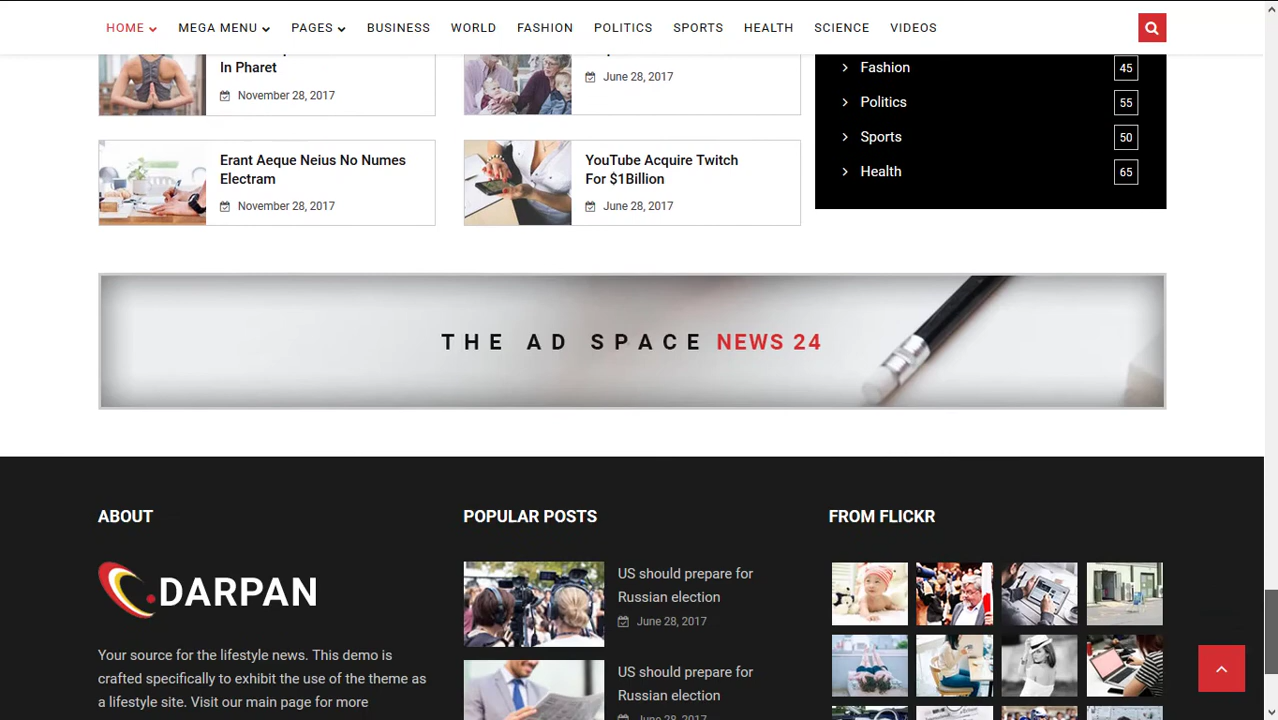 HOME MEGA MENU PAGES BUSINESS WORLD FASHION POLITICS SPORTS HEALTH SCIENCE VIDEOS
In Pharet
November 28, 2017
June 28, 2017
Erant Aeque Neius No Numes
Electram
November 28, 2017
YouTube Acquire Twitch
For $1Billion
June 28, 2017
Fashion 45
Politics 55
Sports 50
Health 65
THE AD SPACE NEWS 24
ABOUT
DARPAN
Your source for the lifestyle news. This demo is
crafted specifically to exhibit the use of the theme as
a lifestyle site. Visit our main page for more
POPULAR POSTS
US should prepare for
Russian election
June 28, 2017
US should prepare for
Russian election
June 28, 2017
FROM FLICKR